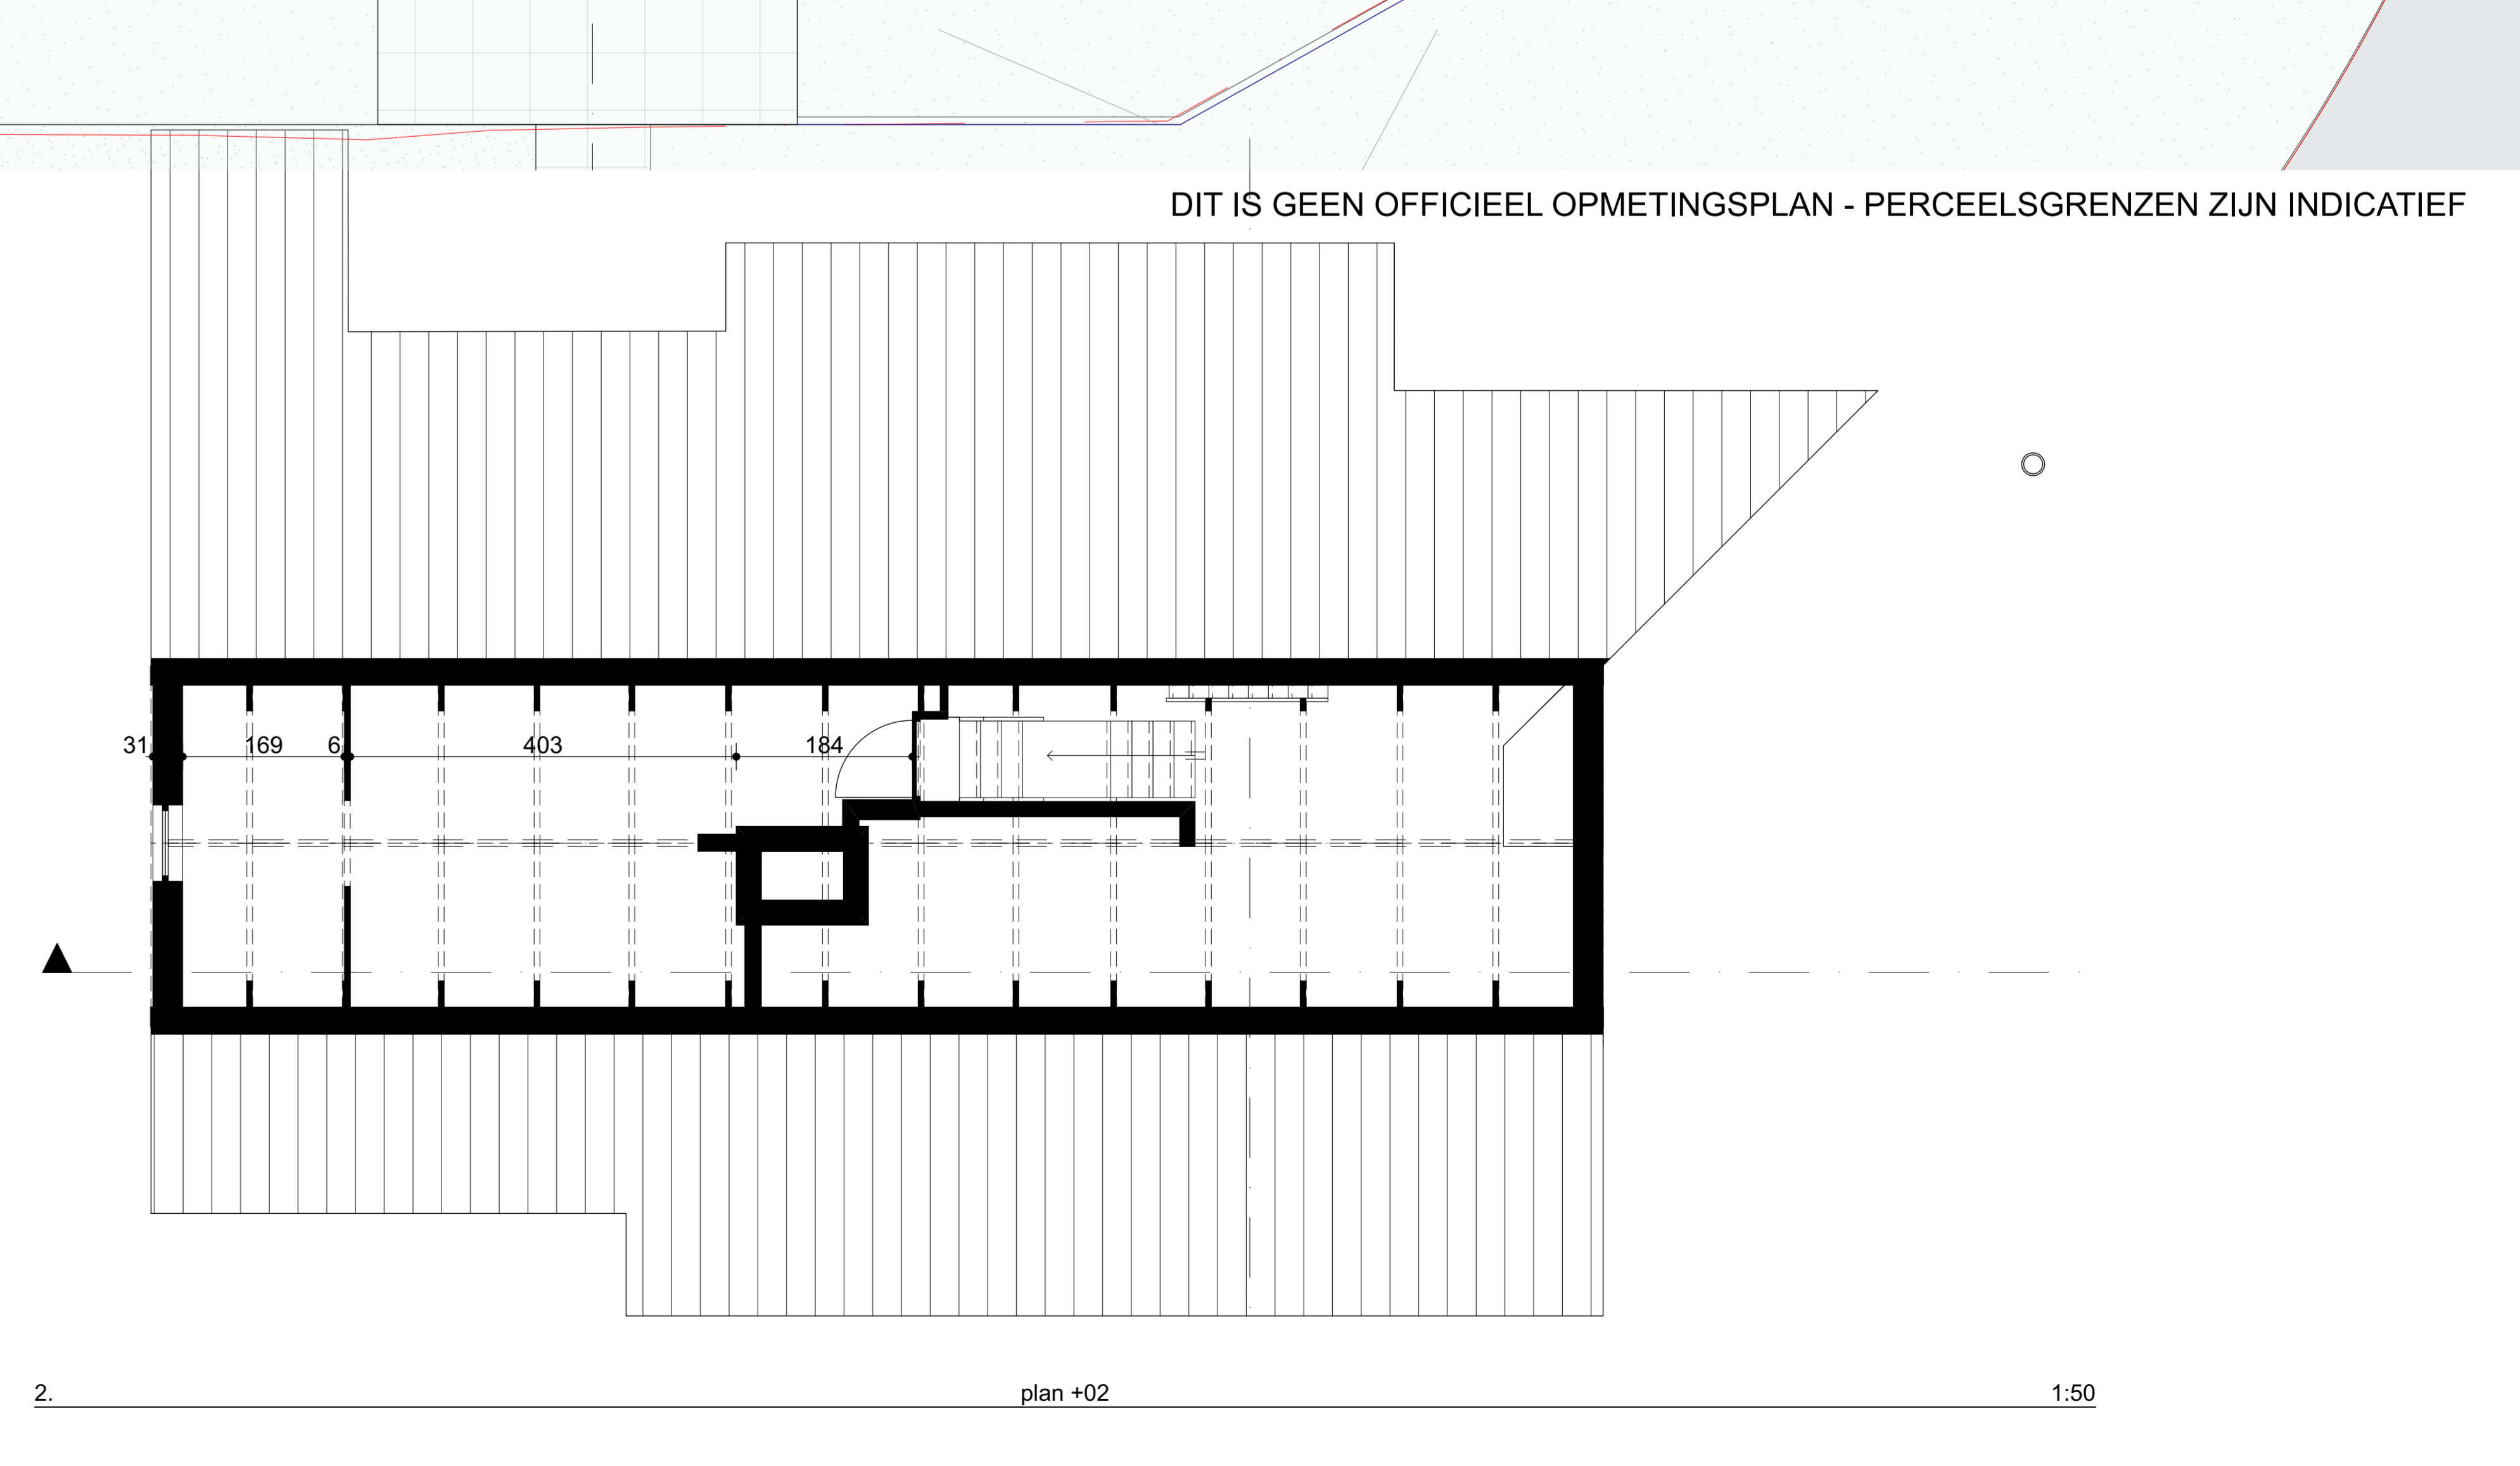 DIT IS GEEN OFFICIEEL OPMETINGSPLAN - PERCEELSGRENZEN ZIJN INDICATIEF
31 169 6 403 184
2. plan +02 1:50